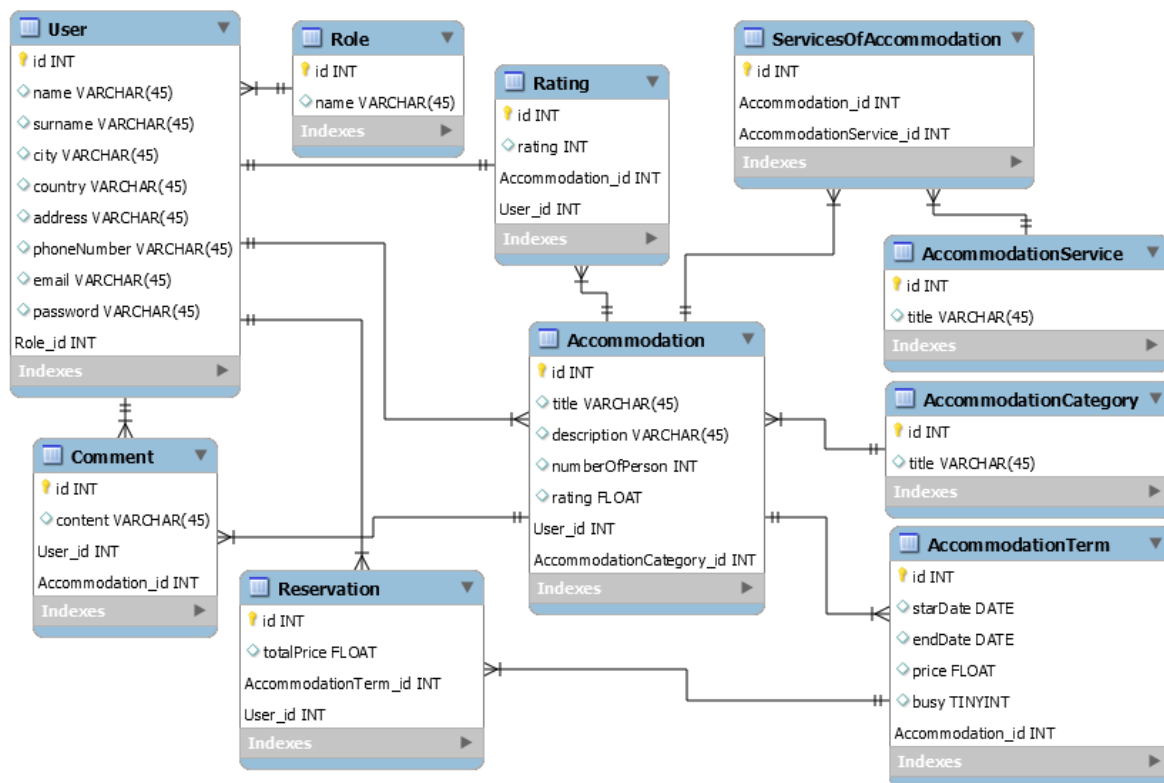 User
id INT
name VARCHAR(45)
surname VARCHAR(45)
city VARCHAR(45)
country VARCHAR(45)
address VARCHAR(45)
phoneNumber VARCHAR(45)
email VARCHAR(45)
password VARCHAR(45)
Role_id INT
Indexes
Role
id INT
name VARCHAR(45)
Indexes
Rating
id INT
rating INT
Accommodation_id INT
User_id INT
Indexes
ServicesOfAccommodation
id INT
Accommodation_id INT
AccommodationService_id INT
Indexes
AccommodationService
id INT
title VARCHAR(45)
Indexes
Accommodation
id INT
title VARCHAR(45)
description VARCHAR(45)
numberOfPerson INT
rating FLOAT
User_id INT
AccommodationCategory_id INT
Indexes
AccommodationCategory
id INT
title VARCHAR(45)
Indexes
Comment
id INT
content VARCHAR(45)
User_id INT
Accommodation_id INT
Indexes
Reservation
id INT
totalPrice FLOAT
AccommodationTerm_id INT
User_id INT
Indexes
AccommodationTerm
id INT
starDate DATE
endDate DATE
price FLOAT
busy TINYINT
Accommodation_id INT
Indexes